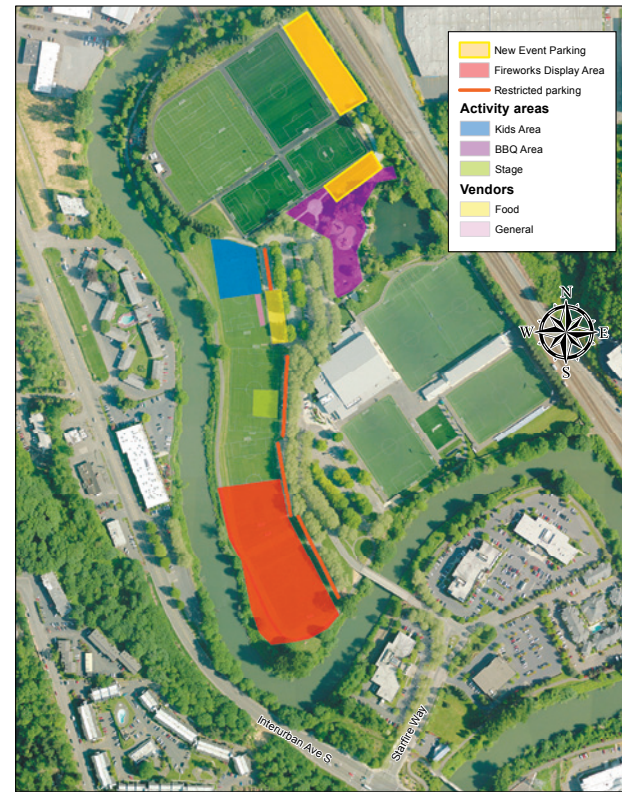 New Event Parking
Fireworks Display Area
Restricted parking
Activity areas
Kids Area
BBQ Area
Stage
Vendors
Food
General
N
W E
S
Interurban Ave S
Starfire Way